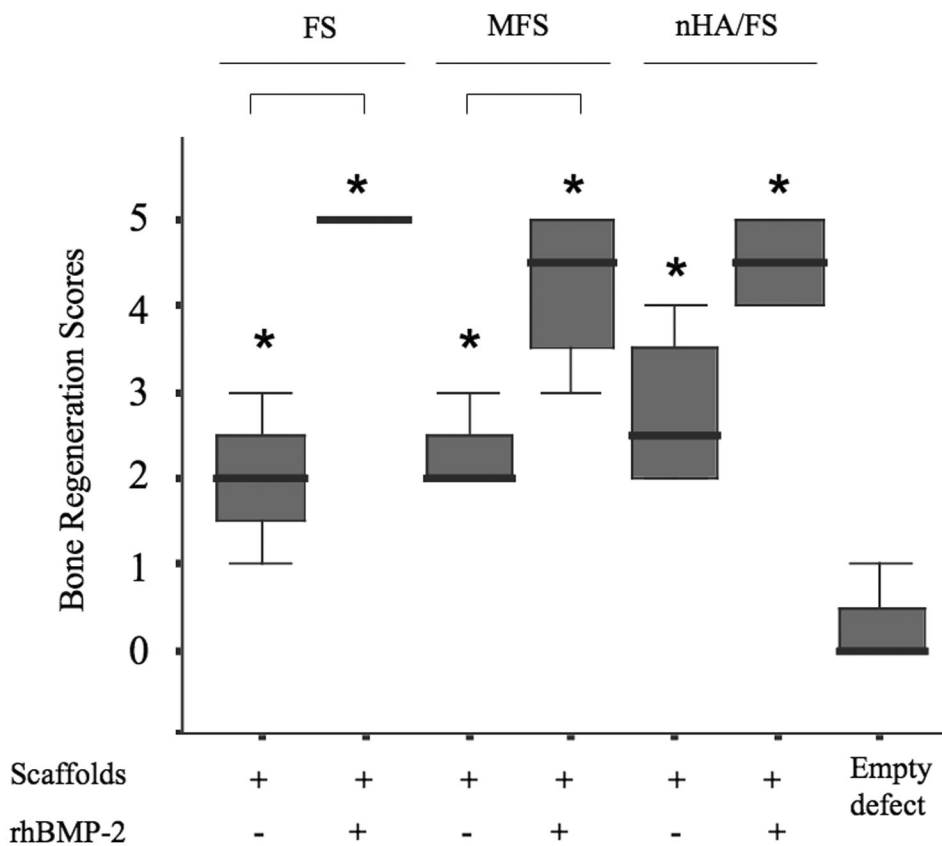 FS MFS nHA/FS
* * * * * *
Bone Regeneration Scores
5
4
3
2
1
0
Scaffolds + + + + + + Empty defect
rhBMP-2 - + - + - +